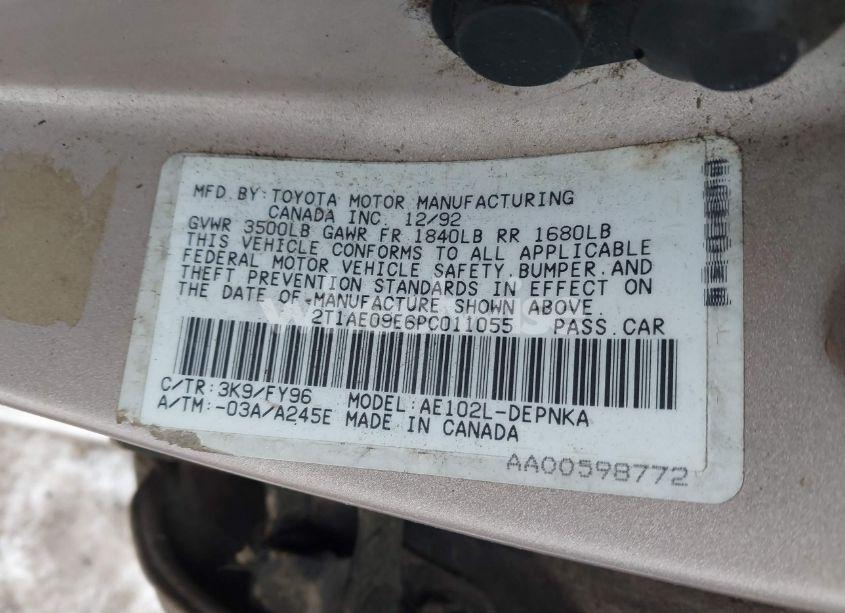 MFD.BY:TOYOTA MOTOR MANUFACTURING
CANADA INC. 12/92
GVWR 3500LB GAWR FR 1840LB RR 1680LB
THIS VEHICLE CONFORMS TO ALL APPLICABLE
FEDERAL MOTOR VEHICLE SAFETY.BUMPER.AND
THEFT PREVENTION STANDARDS IN EFFECT ON
THE DATE OF MANUFACTURE SHOWN ABOVE.
2T1AE09E6PC011055 PASS.CAR
C/TR:3K9/FY96 MODEL:AE102L-DEPNKA
A/TM:-03A/A245E MADE IN CANADA
AA00598772